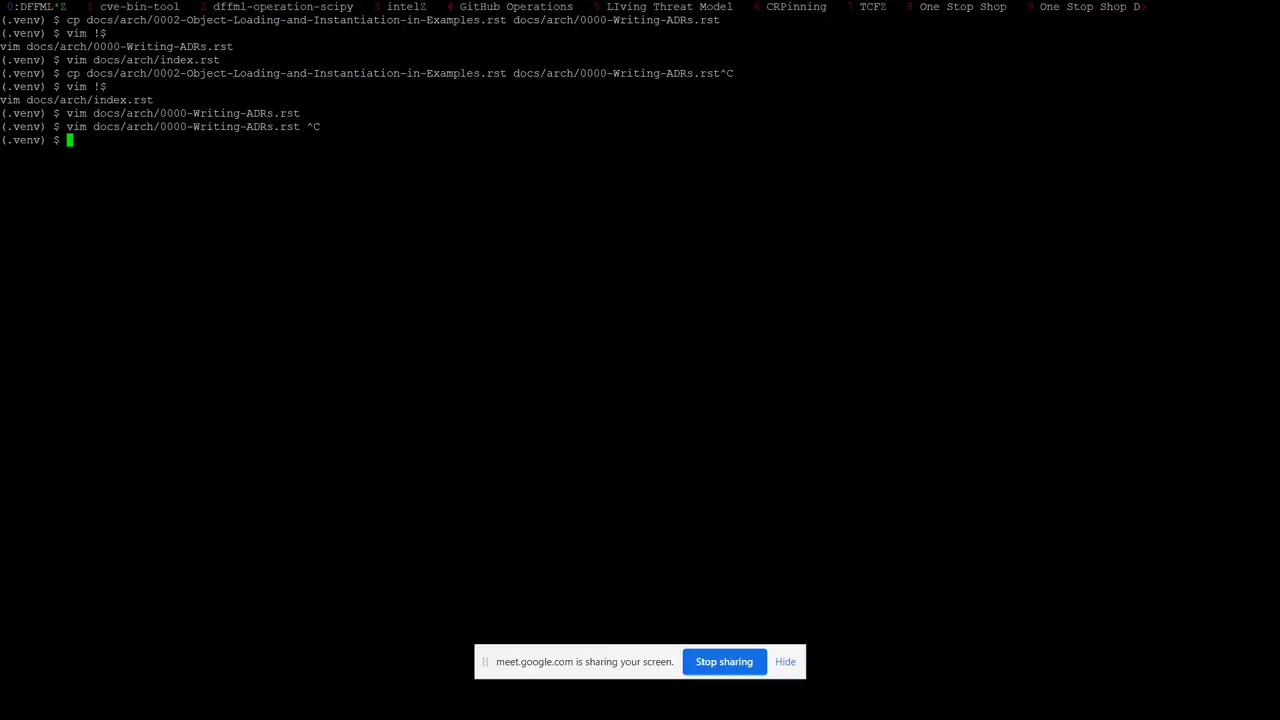 0:DFFML*Z 1 cve-bin-tool 2 dffml-operation-scipy 3 intelZ 4 GitHub Operations 5 LIving Threat Model 6 CRPinning 7 TCFZ 8 One Stop Shop 9 One Stop Shop D>
(.venv) $ cp docs/arch/0002-Object-Loading-and-Instantiation-in-Examples.rst docs/arch/0000-Writing-ADRs.rst
(.venv) $ vim !$
vim docs/arch/0000-Writing-ADRs.rst
(.venv) $ vim docs/arch/index.rst
(.venv) $ cp docs/arch/0002-Object-Loading-and-Instantiation-in-Examples.rst docs/arch/0000-Writing-ADRs.rst^C
(.venv) $ vim !$
vim docs/arch/index.rst
(.venv) $ vim docs/arch/0000-Writing-ADRs.rst
(.venv) $ vim docs/arch/0000-Writing-ADRs.rst ^C
(.venv) $
meet.google.com is sharing your screen. Stop sharing Hide